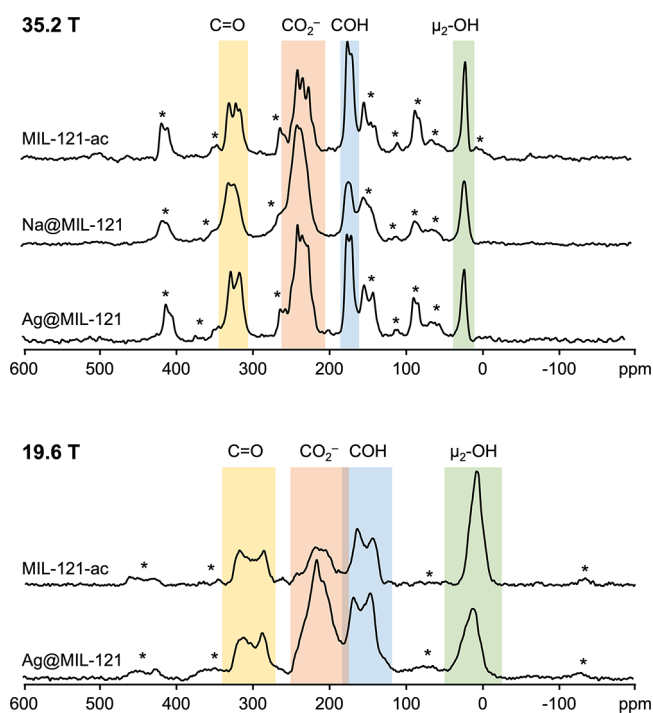 35.2 T
C=O CO₂⁻ COH μ₂-OH
* * * * * * * *
MIL-121-ac
* * * * * * *
Na@MIL-121
* * * * * * *
Ag@MIL-121
600 500 400 300 200 100 0 -100 ppm
19.6 T
C=O CO₂⁻ COH μ₂-OH
* * * *
MIL-121-ac
* * * *
Ag@MIL-121
600 500 400 300 200 100 0 -100 ppm